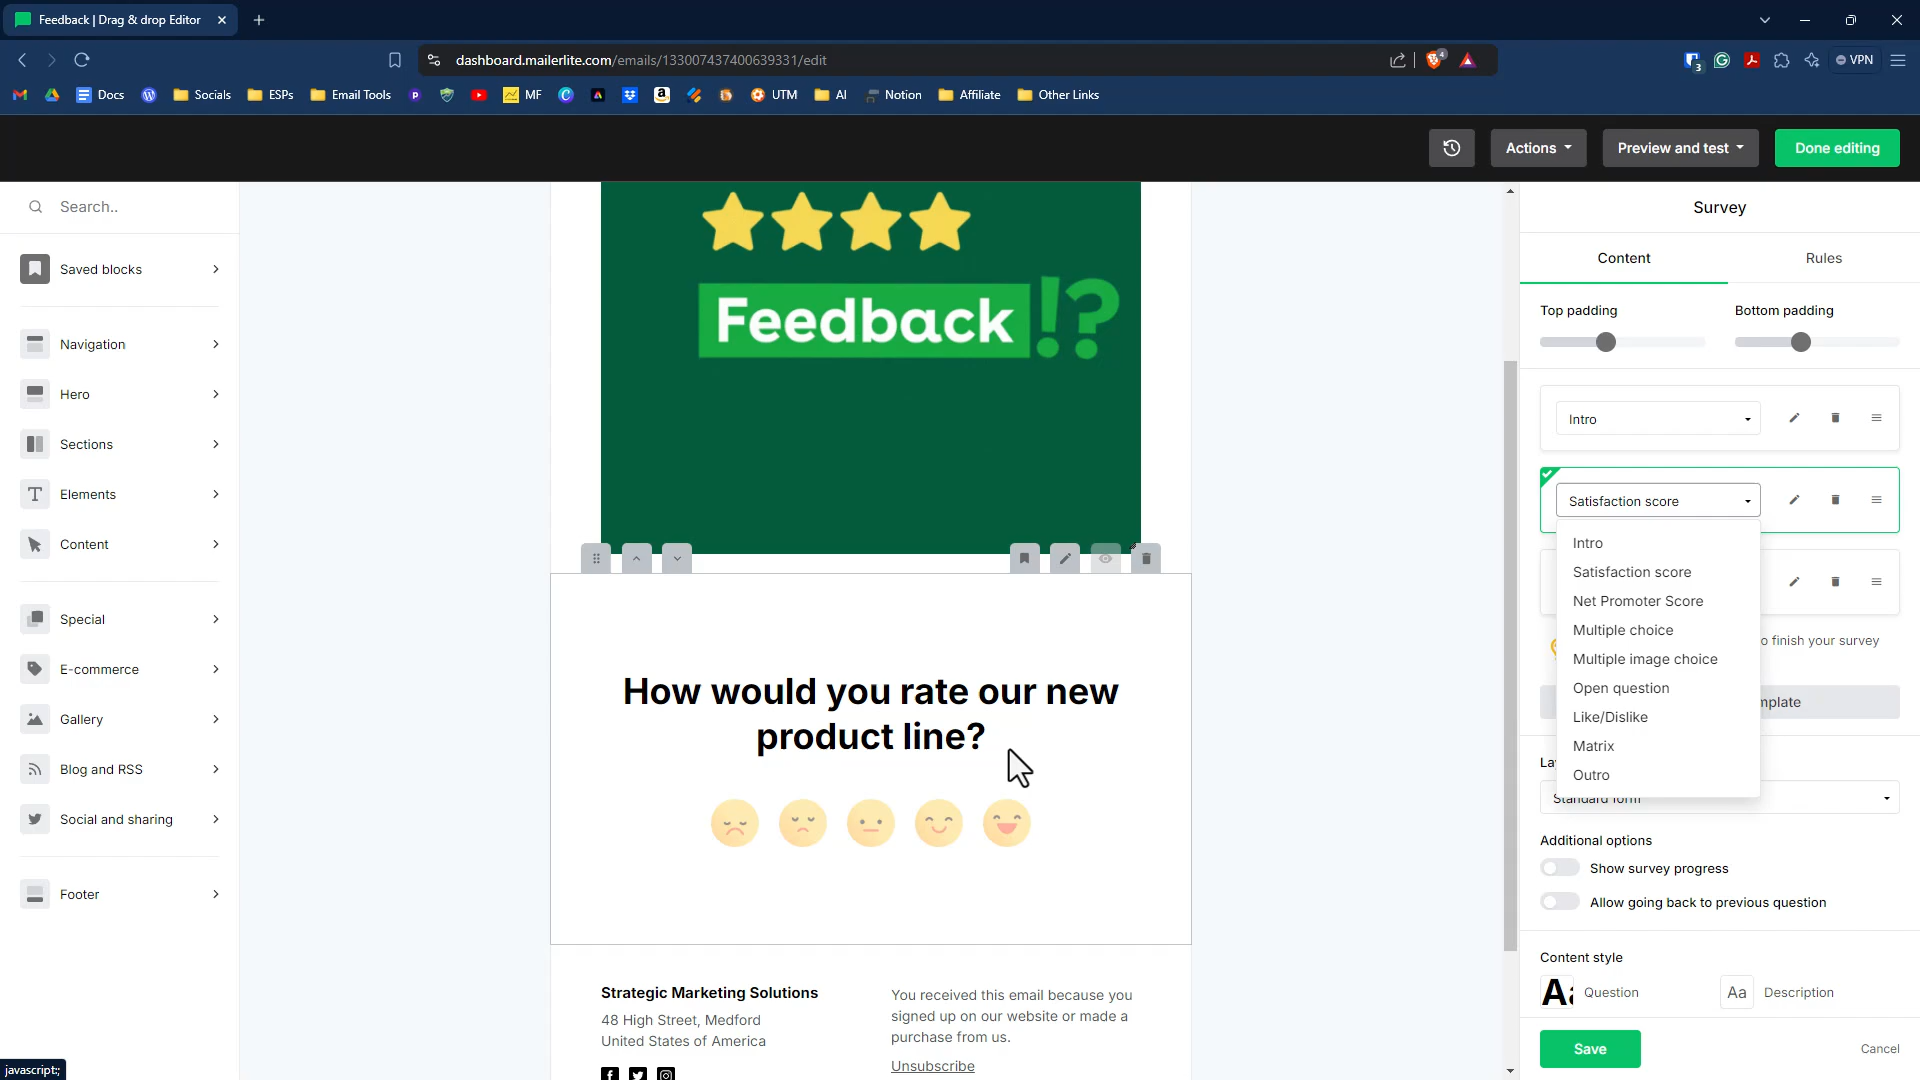 Feedback | Drag & drop Editor
dashboard.mailerlite.com/emails/133007437400639331/edit
3
4
VPN
Docs
Socials
ESPs
Email Tools
MF
UTM
AI
Notion
Affiliate
Other Links
Actions
Preview and test
Done editing
Search..
Saved blocks
Navigation
Hero
Sections
Elements
Content
Special
E-commerce
Gallery
Blog and RSS
Social and sharing
Footer
javascript:;
Feedback!?
How would you rate our new
product line?
Strategic Marketing Solutions
48 High Street, Medford
United States of America
You received this email because you
signed up on our website or made a
purchase from us.
Unsubscribe
Survey
Content
Rules
Top padding
Bottom padding
Intro
Satisfaction score
Intro
Satisfaction score
Net Promoter Score
Multiple choice
Multiple image choice
Open question
Like/Dislike
Matrix
Outro
o finish your survey
mplate
La
Standard form
Additional options
Show survey progress
Allow going back to previous question
Content style
Aa Question
Aa Description
Save
Cancel